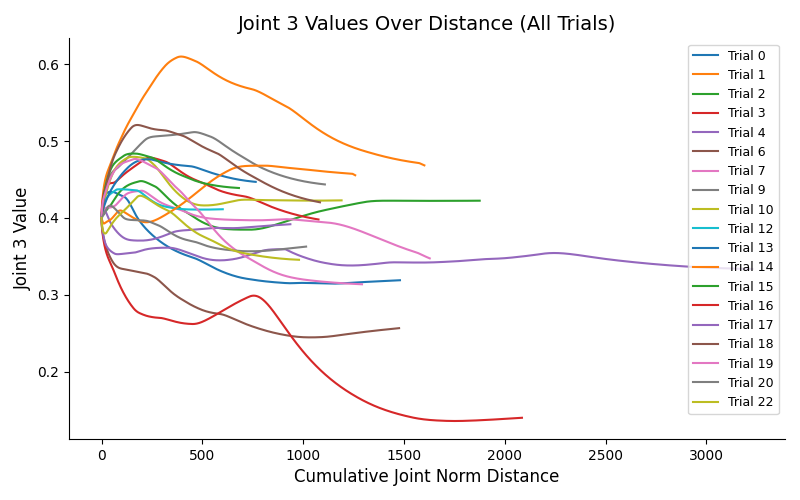 Joint 3 Values Over Distance (All Trials)
Joint 3 Value
0.6
0.5
0.4
0.3
0.2
0
500
1000
1500
2000
2500
3000
Cumulative Joint Norm Distance
Trial 0
Trial 1
Trial 2
Trial 3
Trial 4
Trial 6
Trial 7
Trial 9
Trial 10
Trial 12
Trial 13
Trial 14
Trial 15
Trial 16
Trial 17
Trial 18
Trial 19
Trial 20
Trial 22